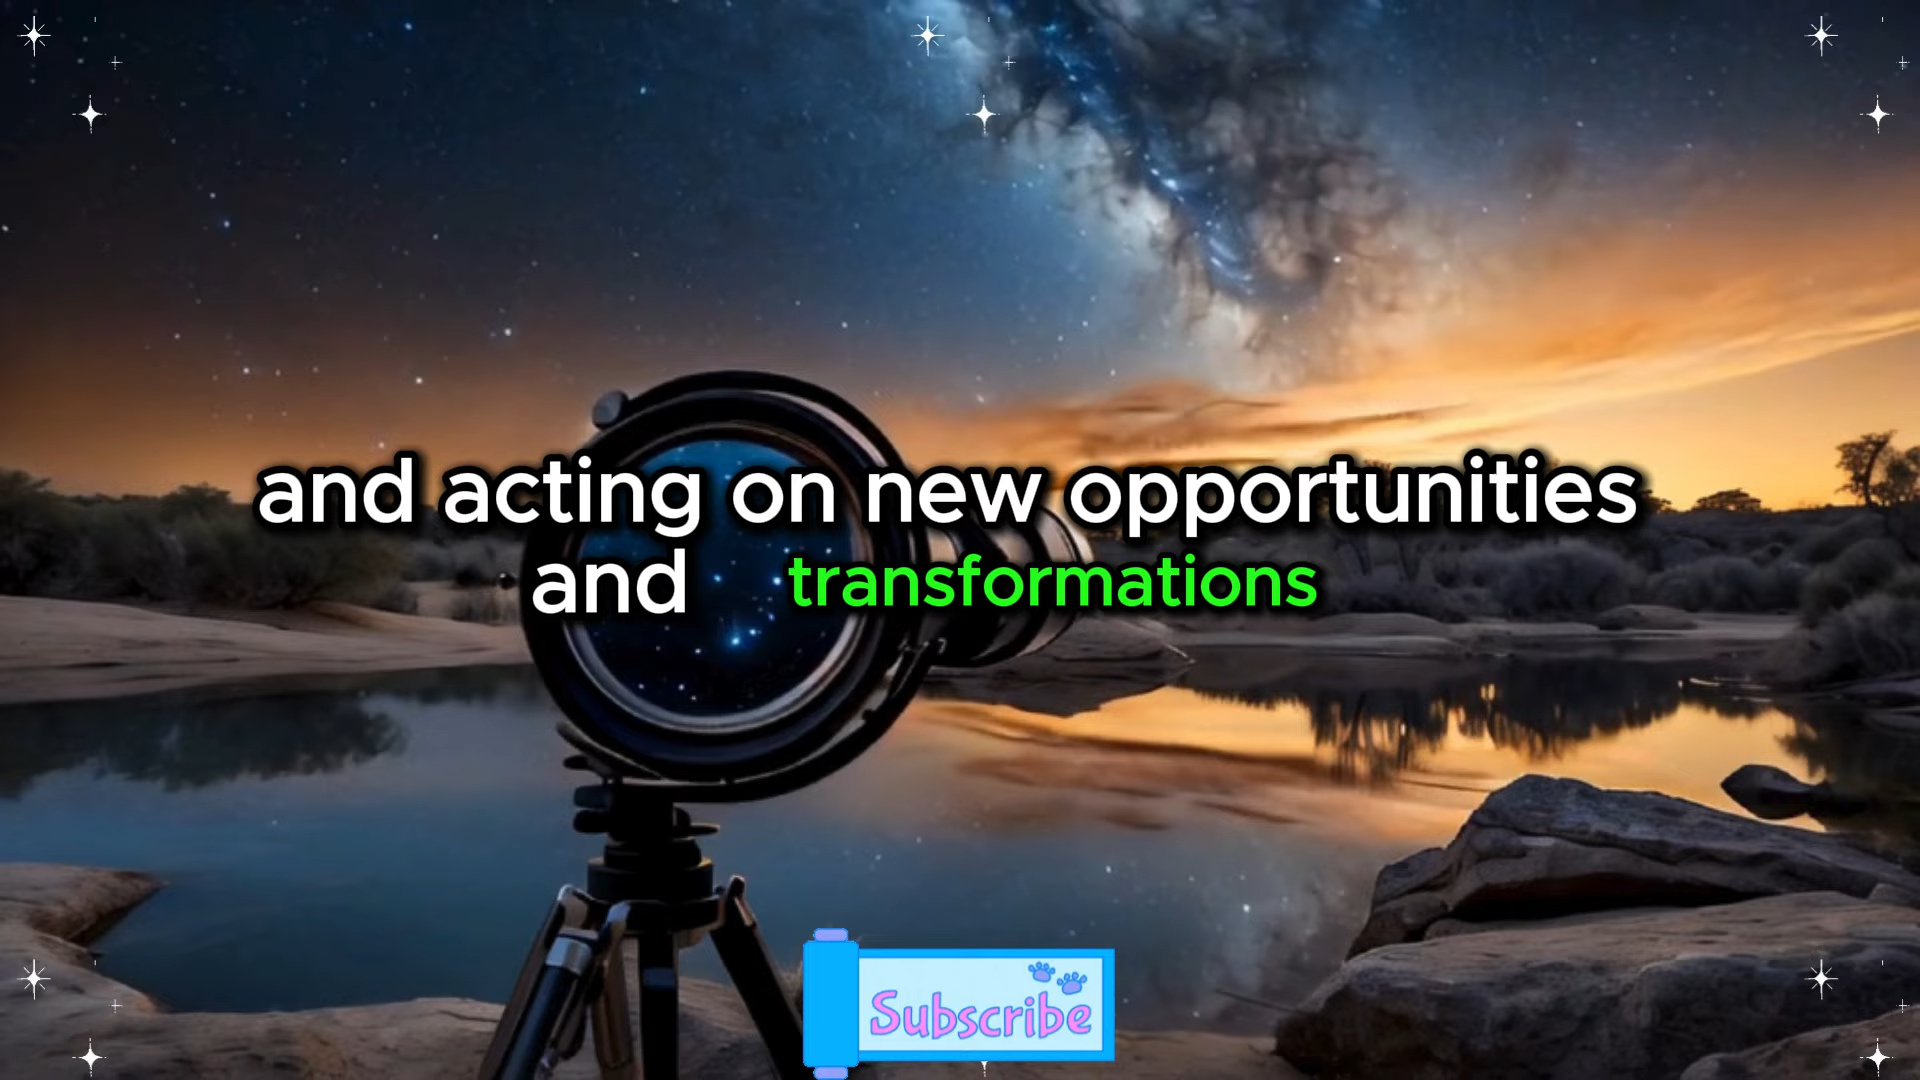 and acting on new opportunities
and transformations
Subscribe